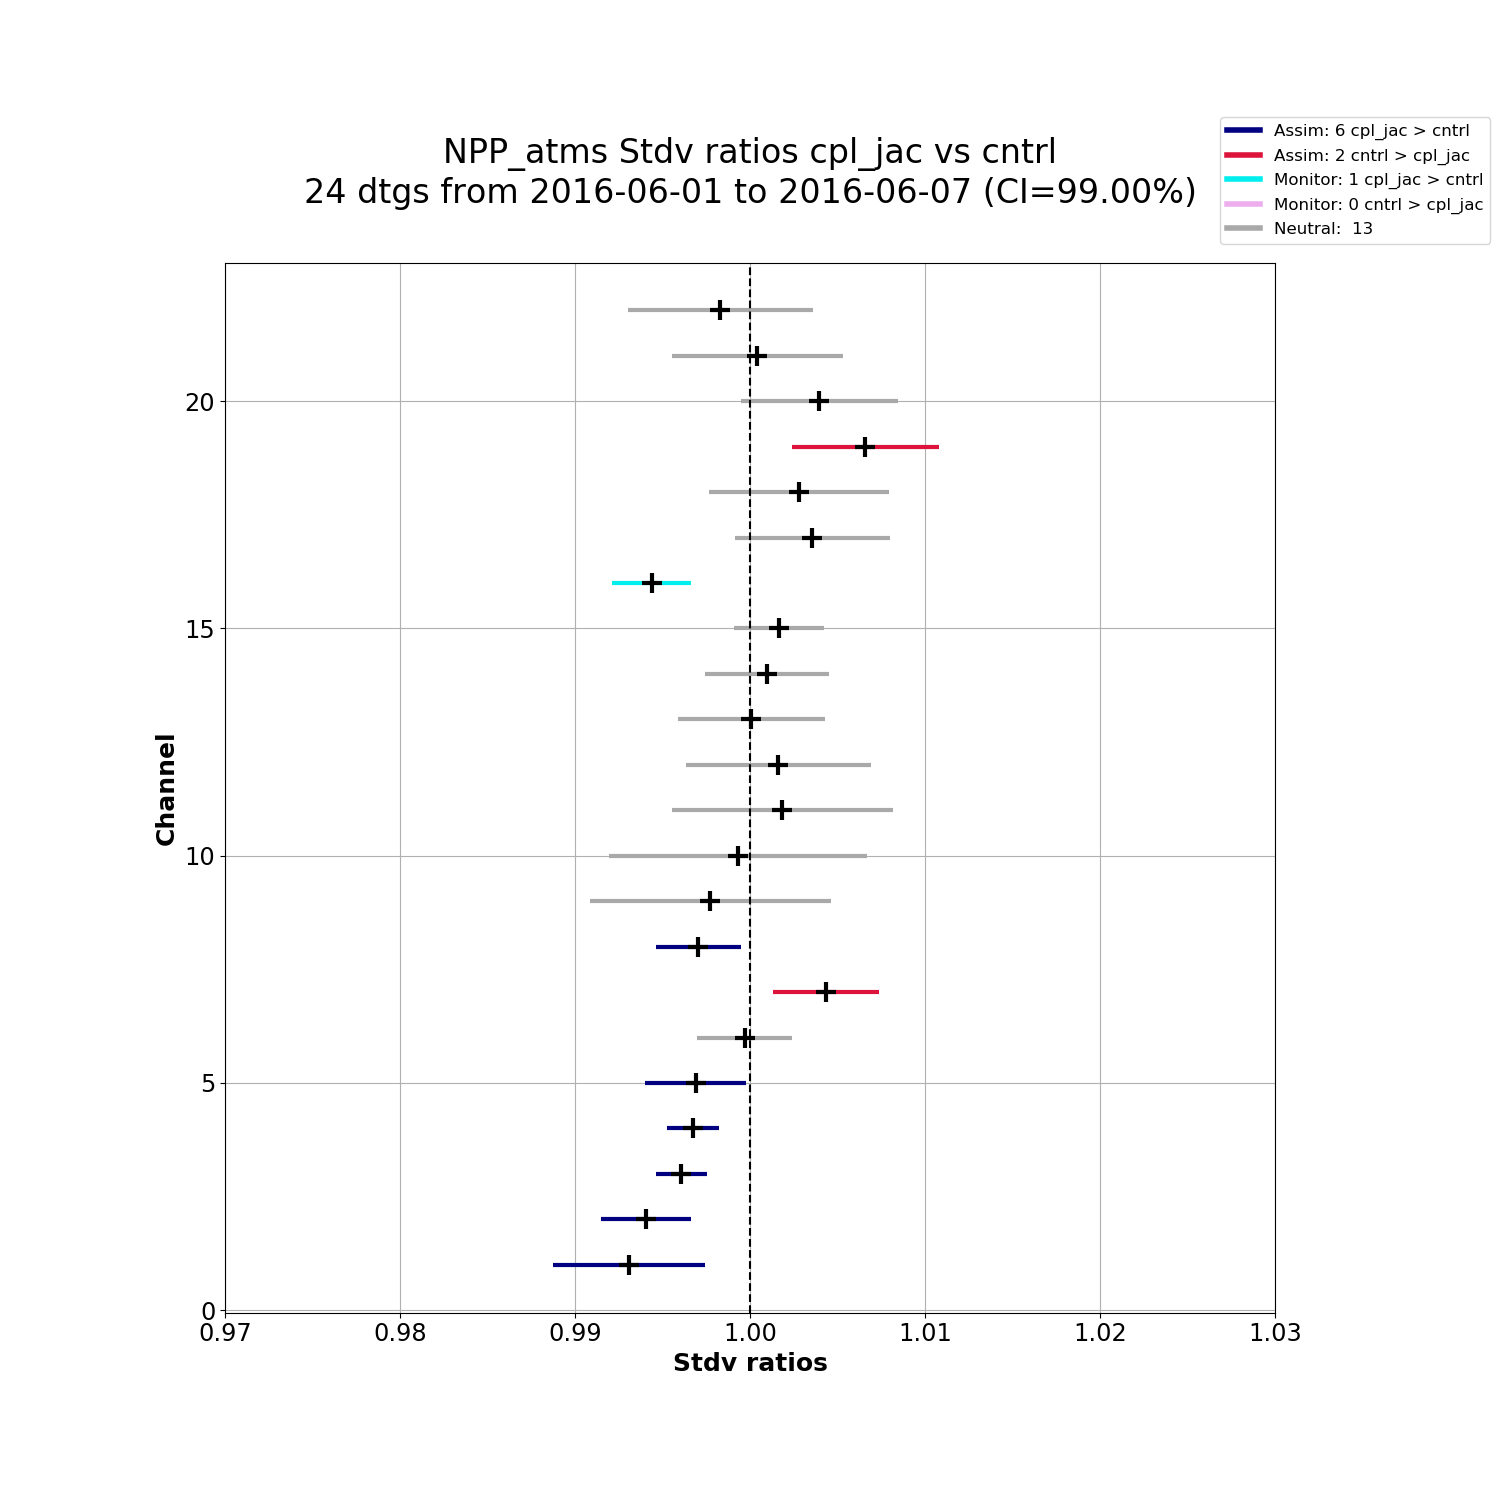 NPP_atms Stdv ratios cpl_jac vs cntrl
24 dtgs from 2016-06-01 to 2016-06-07 (CI=99.00%)
Assim: 6 cpl_jac > cntrl
Assim: 2 cntrl > cpl_jac
Monitor: 1 cpl_jac > cntrl
Monitor: 0 cntrl > cpl_jac
Neutral:  13
20
15
10
5
0
Channel
0.97 0.98 0.99 1.00 1.01 1.02 1.03
Stdv ratios